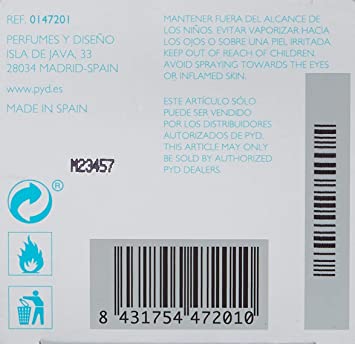 REF. 0147201
PERFUMES Y DISEÑO
ISLA DE JAVA, 33
28034 MADRID-SPAIN
www.pyd.es
MADE IN SPAIN
MANTENER FUERA DEL ALCANCE DE
LOS NIÑOS. EVITAR VAPORIZAR HACIA
LOS OJOS O SOBRE UNA PIEL IRRITADA
KEEP OUT OF REACH OF CHILDREN.
AVOID SPRAYING TOWARDS THE EYES
OR INFLAMED SKIN.
ESTE ARTÍCULO SÓLO
PUEDE SER VENDIDO
POR LOS DISTRIBUIDORES
AUTORIZADOS DE PYD.
THIS ARTICLE MAY ONLY
BE SOLD BY AUTHORIZED
PYD DEALERS.
M23457
®
8 431754 472010